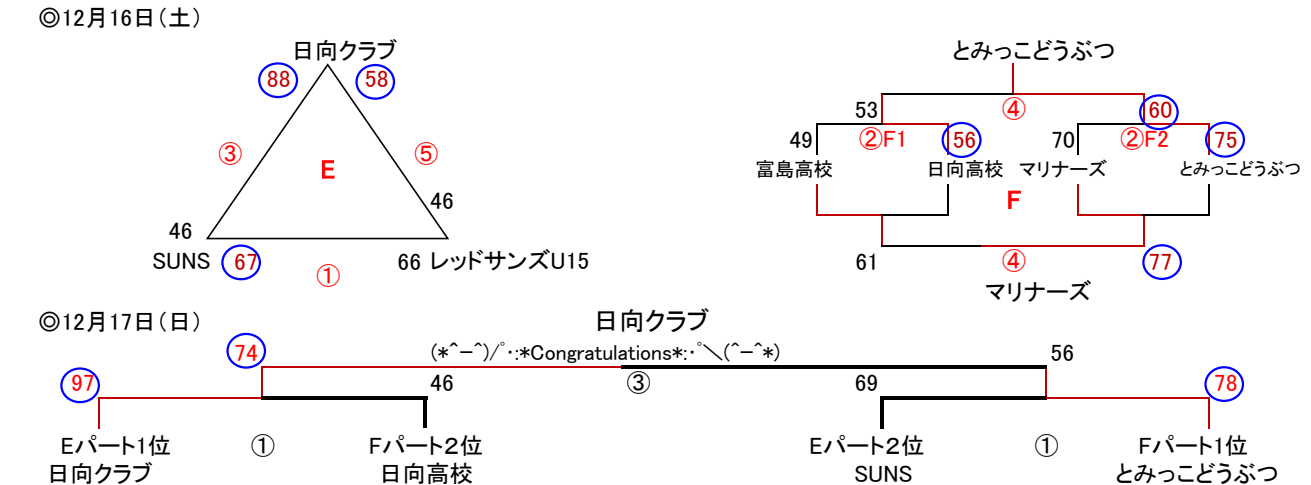 ◎12月16日（土）
日向クラブ
とみっこどうぶつ
88 58
53 ④ 60
49 ②F1 56 70 ②F2 75
③ ⑤
富島高校 日向高校 マリナーズ とみっこどうぶつ
E
F
46
46
SUNS 67 66 レッドサンズU15
①
61 ④ 77
マリナーズ
◎12月17日（日）
日向クラブ
74 (*^-^)/ﾟ･:*Congratulations*:･ﾟ＼(^-^*) 56
97 46 ③ 69 78
Eパート1位 ① Fパート2位 Eパート2位 ① Fパート1位
日向クラブ 日向高校 SUNS とみっこどうぶつ